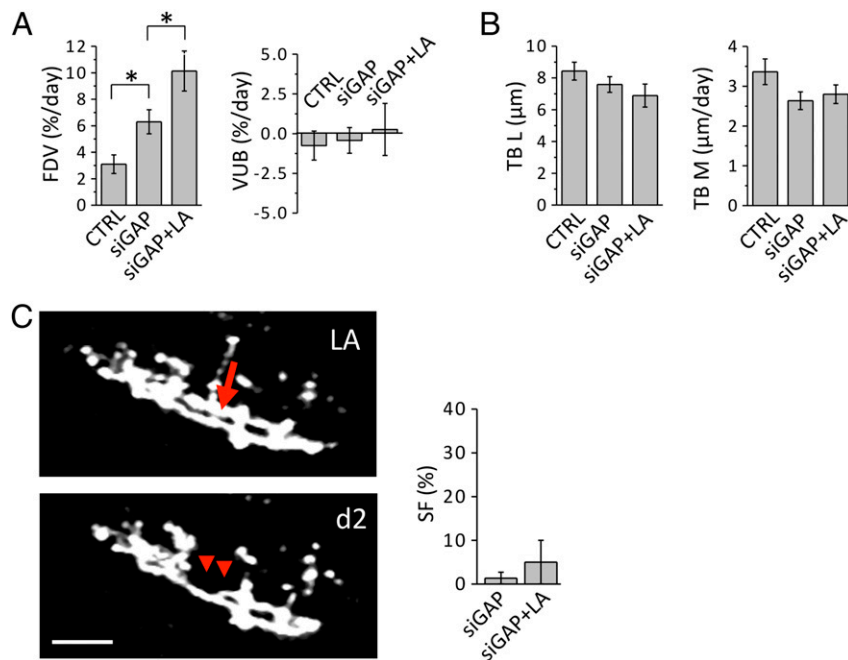 A
FDV (%/day)
12
10
8
6
4
2
0
*
*
CTRL
siGAP
siGAP+LA
VUB (%/day)
5.0
2.5
0.0
-2.5
-5.0
CTRL
siGAP
siGAP+LA
B
TB L (µm)
10
8
6
4
2
0
CTRL
siGAP
siGAP+LA
TB M (µm/day)
4
3
2
1
0
CTRL
siGAP
siGAP+LA
C
LA
d2
SF (%)
40
30
20
10
0
siGAP
siGAP+LA